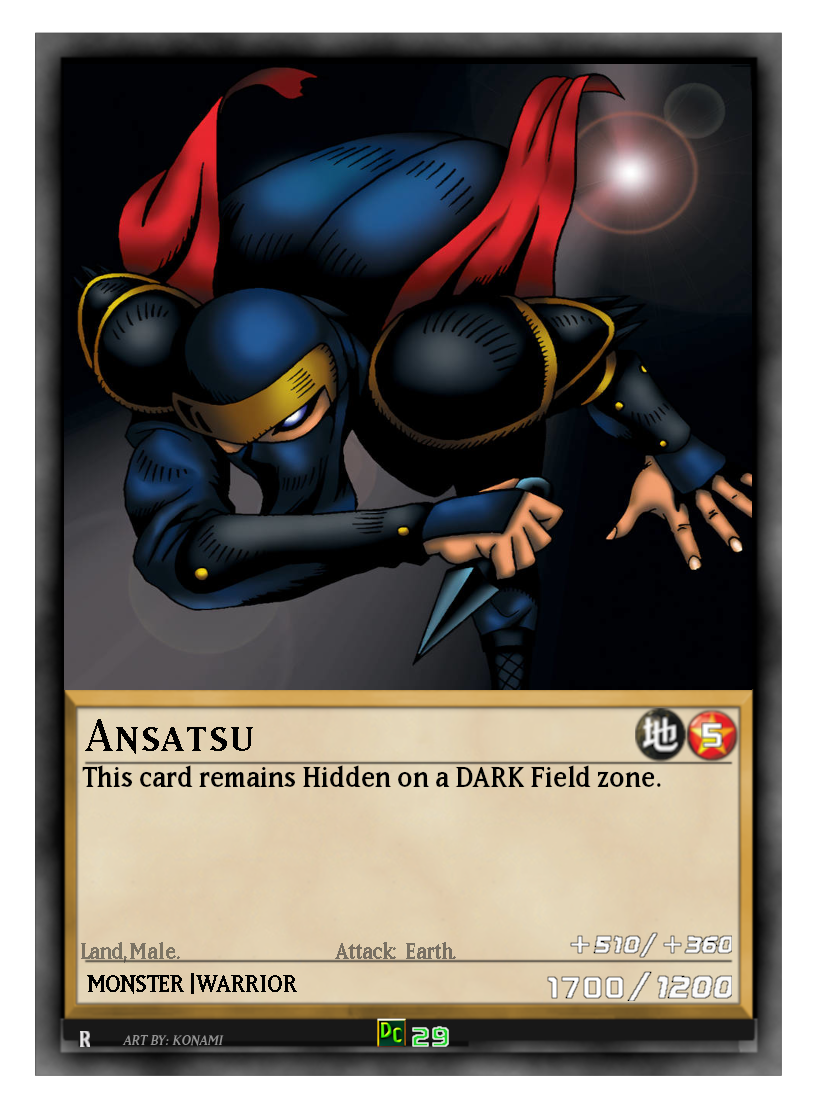 ANSATSU
地 5
This card remains Hidden on a DARK Field zone.
Land, Male. Attack: Earth. +510/+360
MONSTER |WARRIOR 1700/1200
R ART BY: KONAMI DC 29